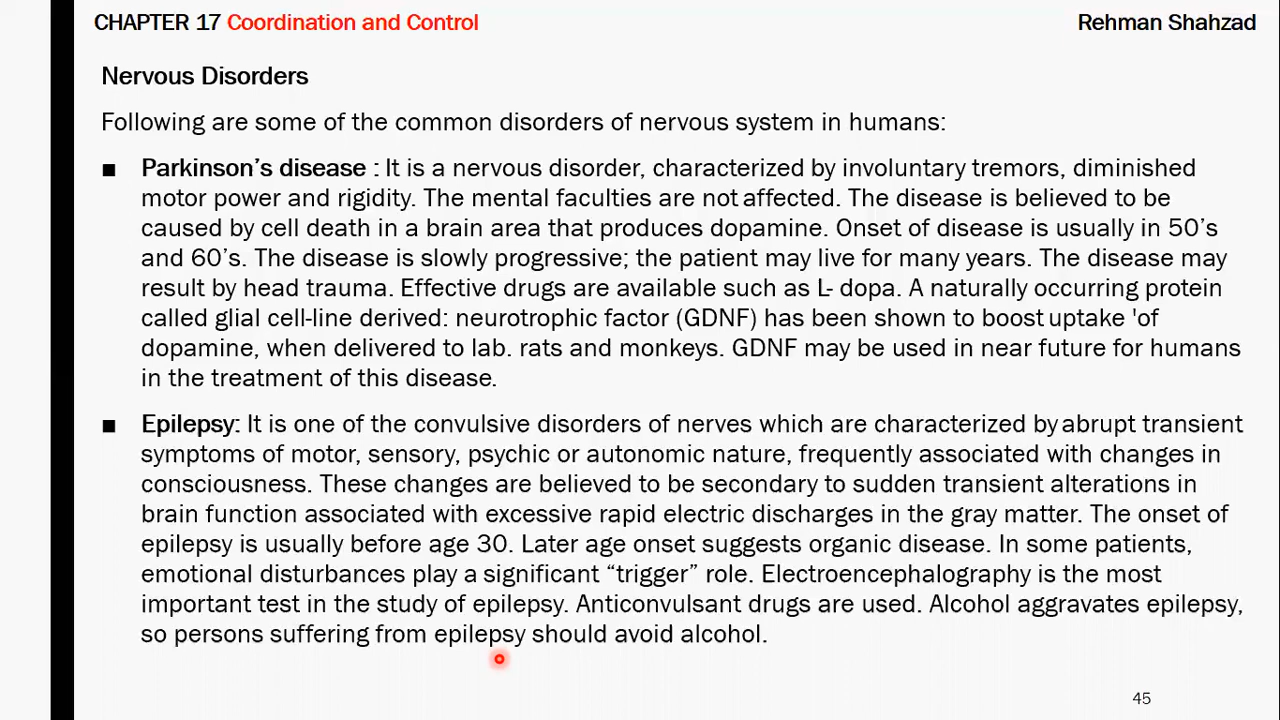 CHAPTER 17 Coordination and Control
Rehman Shahzad
Nervous Disorders
Following are some of the common disorders of nervous system in humans:
■ Parkinson's disease : It is a nervous disorder, characterized by involuntary tremors, diminished
motor power and rigidity. The mental faculties are not affected. The disease is believed to be
caused by cell death in a brain area that produces dopamine. Onset of disease is usually in 50's
and 60's. The disease is slowly progressive; the patient may live for many years. The disease may
result by head trauma. Effective drugs are available such as L- dopa. A naturally occurring protein
called glial cell-line derived: neurotrophic factor (GDNF) has been shown to boost uptake 'of
dopamine, when delivered to lab. rats and monkeys. GDNF may be used in near future for humans
in the treatment of this disease.
■ Epilepsy: It is one of the convulsive disorders of nerves which are characterized by abrupt transient
symptoms of motor, sensory, psychic or autonomic nature, frequently associated with changes in
consciousness. These changes are believed to be secondary to sudden transient alterations in
brain function associated with excessive rapid electric discharges in the gray matter. The onset of
epilepsy is usually before age 30. Later age onset suggests organic disease. In some patients,
emotional disturbances play a significant “trigger” role. Electroencephalography is the most
important test in the study of epilepsy. Anticonvulsant drugs are used. Alcohol aggravates epilepsy,
so persons suffering from epilepsy should avoid alcohol.
45